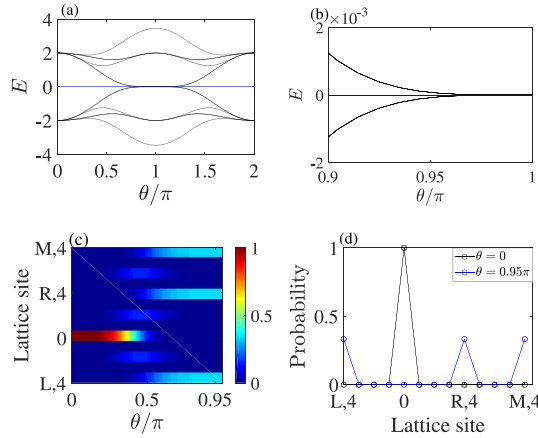 (a)
4
2
0
-2
-4
E
0
0.5
1
1.5
2
θ/π
(b)
×10⁻³
2
0
-2
E
0.9
0.95
1
θ/π
(c)
M,4
R,4
0
L,4
Lattice site
0
0.5
0.95
θ/π
1
0.5
0
(d)
1
0.5
0
Probability
θ = 0
θ = 0.95π
L,4
0
R,4
M,4
Lattice site